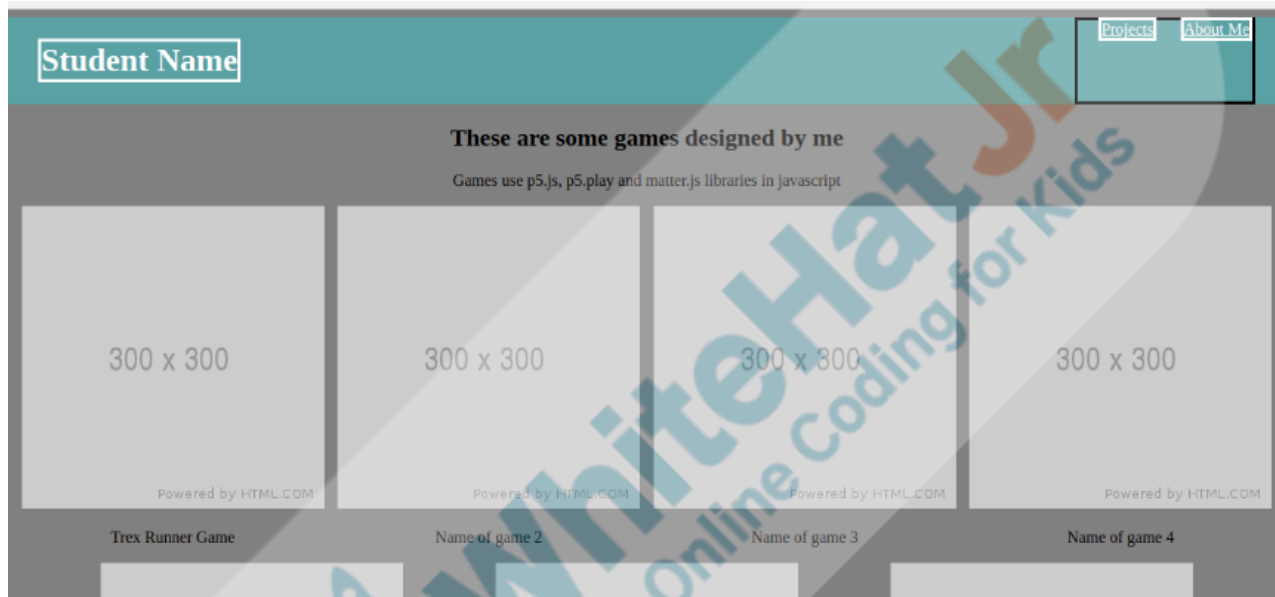 Projects About Me
Student Name
These are some games designed by me
Games use p5.js, p5.play and matter.js libraries in javascript
300 x 300 300 x 300 300 x 300 300 x 300
Powered by HTML.COM Powered by HTML.COM Powered by HTML.COM Powered by HTML.COM
Trex Runner Game Name of game 2 Name of game 3 Name of game 4
WhiteHat Jr
Online Coding for Kids